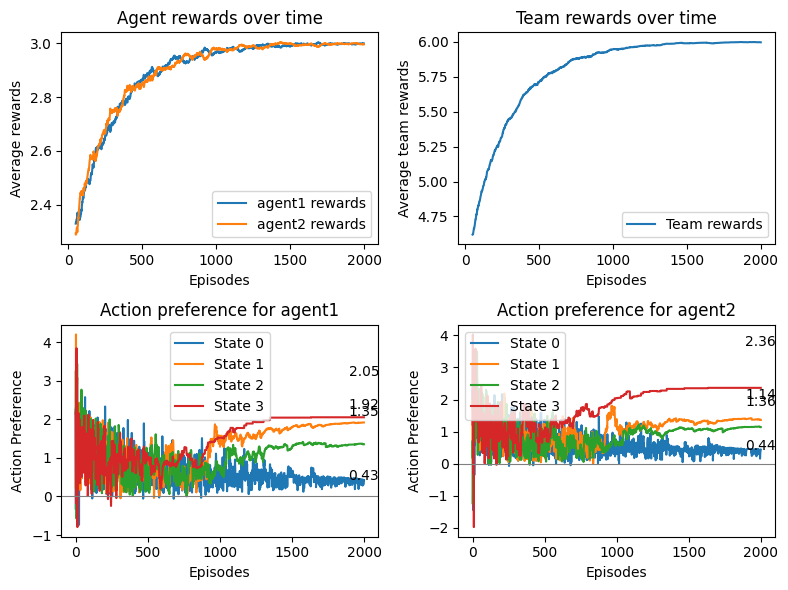 Agent rewards over time
Average rewards
3.0
2.8
2.6
2.4
agent1 rewards
agent2 rewards
0
500
1000
1500
2000
Episodes
Team rewards over time
Average team rewards
6.00
5.75
5.50
5.25
5.00
4.75
Team rewards
0
500
1000
1500
2000
Episodes
Action preference for agent1
Action Preference
4
3
2
1
0
−1
State 0
State 1
State 2
State 3
2.05
1.92
1.35
0.43
0
500
1000
1500
2000
Episodes
Action preference for agent2
Action Preference
4
3
2
1
0
−1
−2
State 0
State 1
State 2
State 3
2.36
1.14
1.36
0.44
0
500
1000
1500
2000
Episodes